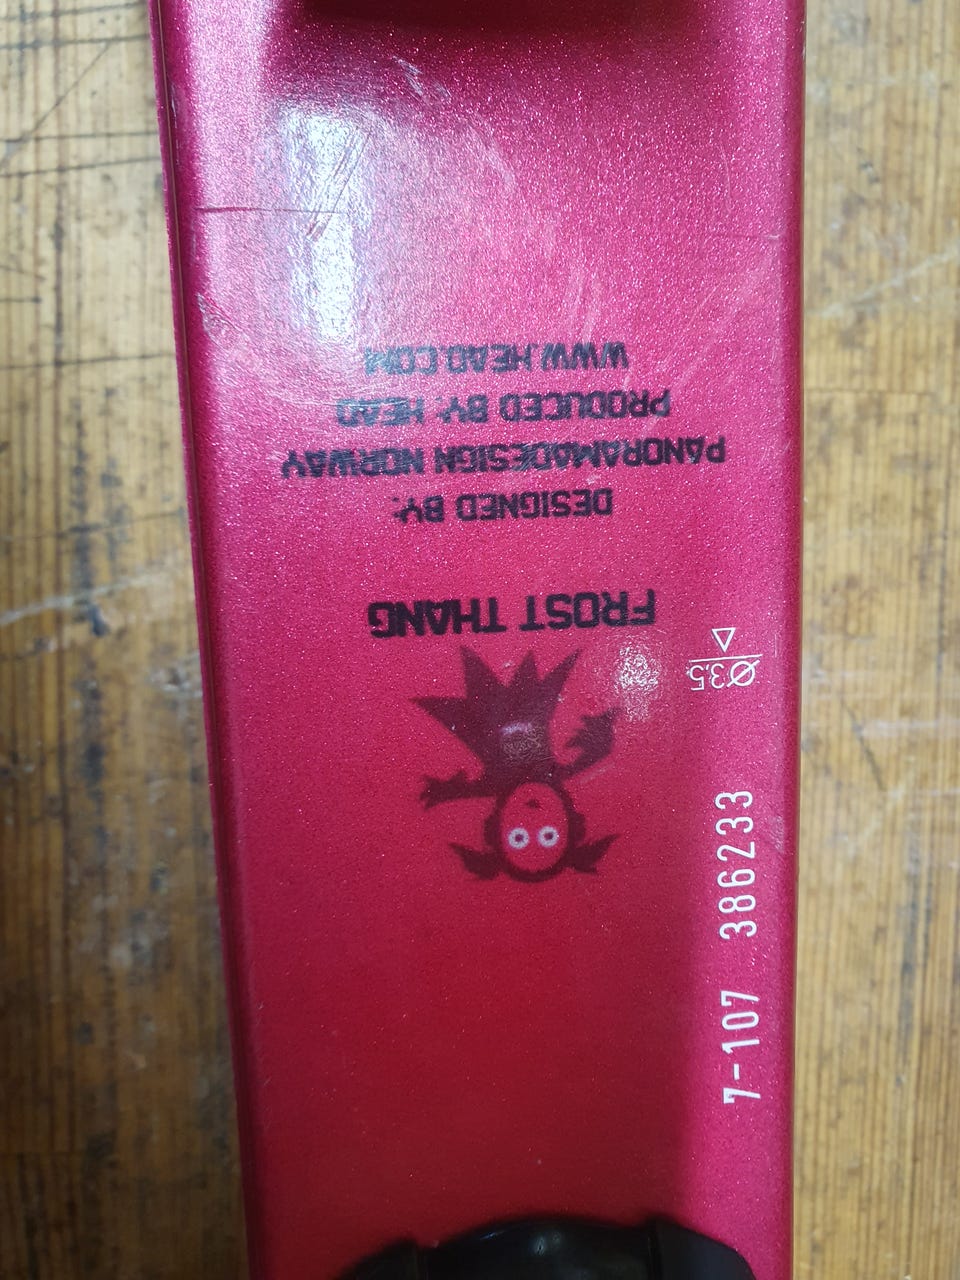 FROST THANG
DESIGNED BY:
PANORAMADESIGN NORWAY
PRODUCED BY: HEAD
WWW.HEAD.COM
Ø3.5
7-107 386233